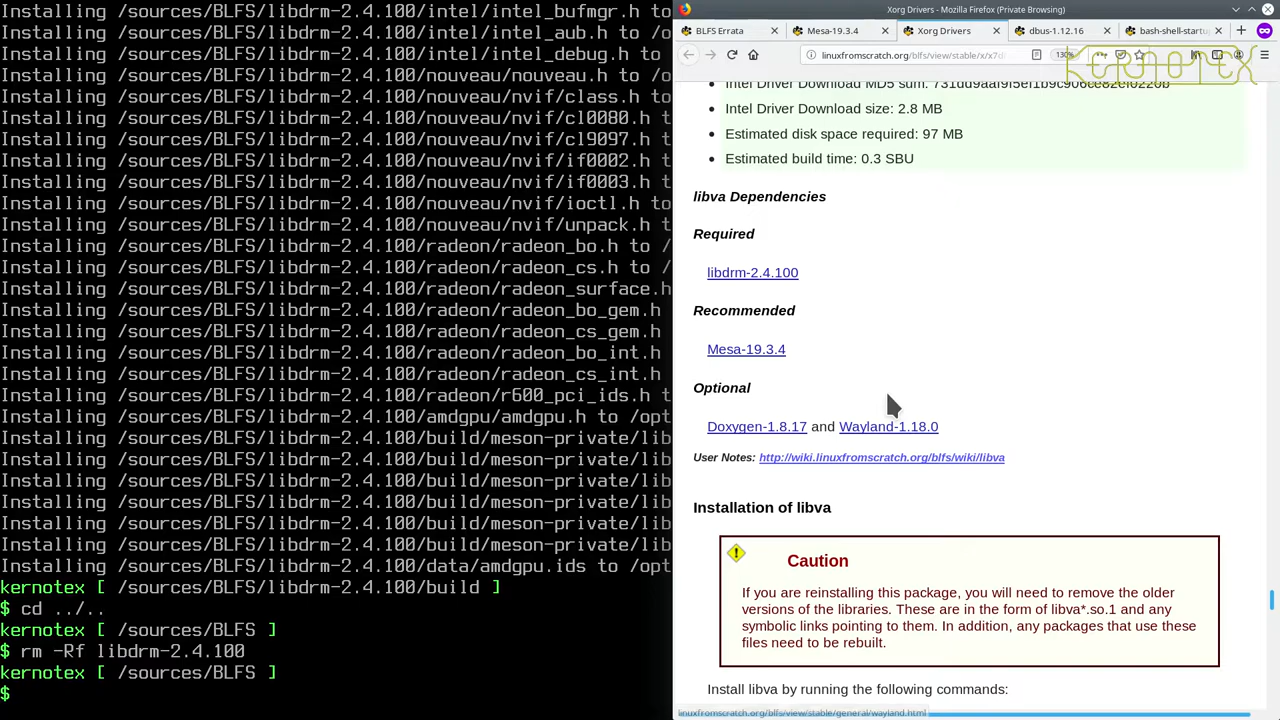 Installing /sources/BLFS/libdrm-2.4.100/intel/intel_bufmgr.h to /o
Installing /sources/BLFS/libdrm-2.4.100/intel/intel_aub.h to /o
Installing /sources/BLFS/libdrm-2.4.100/intel/intel_debug.h to /
Installing /sources/BLFS/libdrm-2.4.100/nouveau/nouveau.h to /o
Installing /sources/BLFS/libdrm-2.4.100/nouveau/nvif/class.h to
Installing /sources/BLFS/libdrm-2.4.100/nouveau/nvif/cl0080.h t
Installing /sources/BLFS/libdrm-2.4.100/nouveau/nvif/cl9097.h t
Installing /sources/BLFS/libdrm-2.4.100/nouveau/nvif/if0002.h t
Installing /sources/BLFS/libdrm-2.4.100/nouveau/nvif/if0003.h t
Installing /sources/BLFS/libdrm-2.4.100/nouveau/nvif/ioctl.h to
Installing /sources/BLFS/libdrm-2.4.100/nouveau/nvif/unpack.h t
Installing /sources/BLFS/libdrm-2.4.100/radeon/radeon_bo.h to /
Installing /sources/BLFS/libdrm-2.4.100/radeon/radeon_cs.h to /
Installing /sources/BLFS/libdrm-2.4.100/radeon/radeon_surface.h
Installing /sources/BLFS/libdrm-2.4.100/radeon/radeon_bo_gem.h
Installing /sources/BLFS/libdrm-2.4.100/radeon/radeon_cs_gem.h
Installing /sources/BLFS/libdrm-2.4.100/radeon/radeon_bo_int.h
Installing /sources/BLFS/libdrm-2.4.100/radeon/radeon_cs_int.h
Installing /sources/BLFS/libdrm-2.4.100/radeon/r600_pci_ids.h t
Installing /sources/BLFS/libdrm-2.4.100/amdgpu/amdgpu.h to /opt
Installing /sources/BLFS/libdrm-2.4.100/build/meson-private/lib
Installing /sources/BLFS/libdrm-2.4.100/build/meson-private/lib
Installing /sources/BLFS/libdrm-2.4.100/build/meson-private/lib
Installing /sources/BLFS/libdrm-2.4.100/build/meson-private/lib
Installing /sources/BLFS/libdrm-2.4.100/build/meson-private/lib
Installing /sources/BLFS/libdrm-2.4.100/build/meson-private/lib
Installing /sources/BLFS/libdrm-2.4.100/data/amdgpu.ids to /opt
kernotex [ /sources/BLFS/libdrm-2.4.100/build ]
$ cd ../..
kernotex [ /sources/BLFS ]
$ rm -Rf libdrm-2.4.100
kernotex [ /sources/BLFS ]
$
Xorg Drivers - Mozilla Firefox (Private Browsing)
BLFS Errata
Mesa-19.3.4
Xorg Drivers
dbus-1.12.16
bash-shell-startu
linuxfromscratch.org/blfs/view/stable/x/x7d
130%
KERNOTEX
Intel Driver Download MD5 sum: 731dd9aaf9f5ef1b9c906ce82ef0220b
Intel Driver Download size: 2.8 MB
Estimated disk space required: 97 MB
Estimated build time: 0.3 SBU
libva Dependencies
Required
libdrm-2.4.100
Recommended
Mesa-19.3.4
Optional
Doxygen-1.8.17 and Wayland-1.18.0
User Notes: http://wiki.linuxfromscratch.org/blfs/wiki/libva
Installation of libva
Caution
If you are reinstalling this package, you will need to remove the older
versions of the libraries. These are in the form of libva*.so.1 and any
symbolic links pointing to them. In addition, any packages that use these
files need to be rebuilt.
Install libva by running the following commands:
linuxfromscratch.org/blfs/view/stable/general/wayland.html